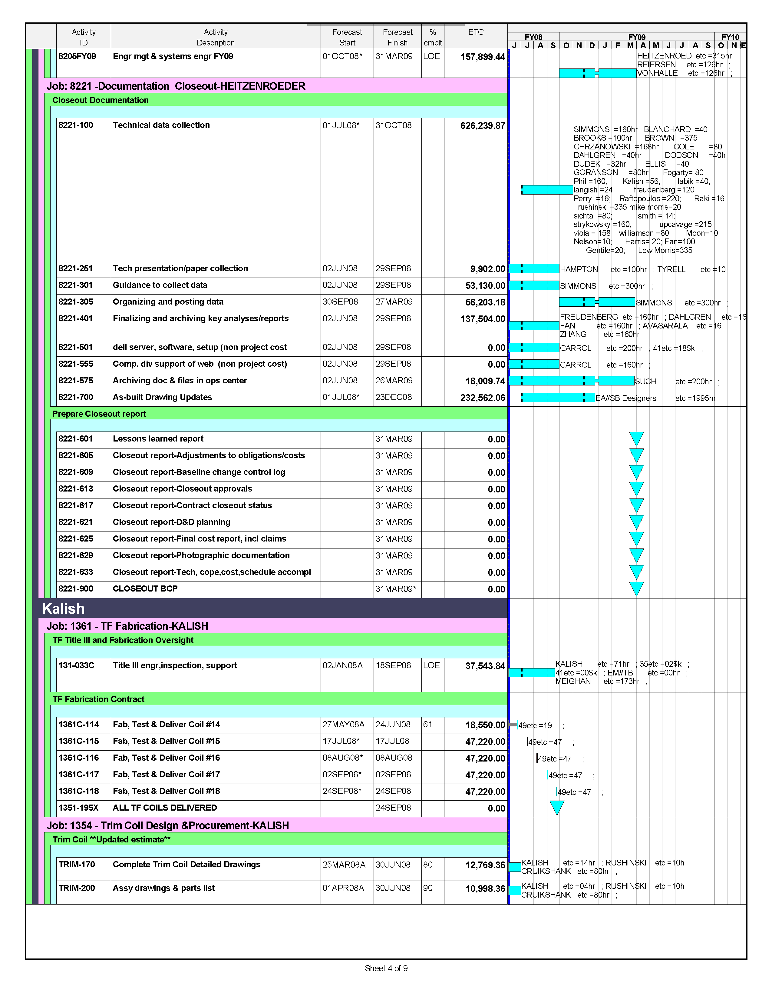 Activity ID Activity Description Forecast Start Forecast Finish % cmplt ETC
FY08 FY09 FY10
J J A S O N D J F M A M J J A S O N E
8205FY09 Engr mgt & systems engr FY09 01OCT08* 31MAR09 LOE 157,899.44
HEITZENROED etc =315hr
REIERSEN etc =126hr ;
VONHALLE etc =126hr ;
Job: 8221 -Documentation Closeout-HEITZENROEDER
Closeout Documentation
8221-100 Technical data collection 01JUL08* 31OCT08 626,239.87
SIMMONS =160hr BLANCHARD =40
BROOKS =100hr BROWN =375
CHRZANOWSKI =168hr COLE =80
DAHLGREN =40hr DODSON =40h
DUDEK =32hr ELLIS =40
GORANSON =80hr Fogarty= 80
Phil =160; Kalish =56; labik =40;
langish =24 freudenberg =120
Perry =16; Raftopoulos =220; Raki =16
rushinski =335 mike morris=20
sichta =80; smith = 14;
strykowsky =160; upcavage =215
viola = 158 williamson =80 Moon=10
Nelson=10; Harris= 20; Fan=100
Gentile=20; Lew Morris=335
8221-251 Tech presentation/paper collection 02JUN08 29SEP08 9,902.00 HAMPTON etc =100hr ; TYRELL etc =10
8221-301 Guidance to collect data 02JUN08 29SEP08 53,130.00 SIMMONS etc =300hr ;
8221-305 Organizing and posting data 30SEP08 27MAR09 56,203.18 SIMMONS etc =300hr ;
8221-401 Finalizing and archiving key analyses/reports 02JUN08 29SEP08 137,504.00 FREUDENBERG etc =160hr ; DAHLGREN etc =16
FAN etc =160hr ; AVASARALA etc =16
ZHANG etc =160hr ;
8221-501 dell server, software, setup (non project cost 02JUN08 29SEP08 0.00 CARROL etc =200hr ; 41etc =18$k ;
8221-555 Comp. div support of web (non project cost) 02JUN08 29SEP08 0.00 CARROL etc =160hr ;
8221-575 Archiving doc & files in ops center 02JUN08 26MAR09 18,009.74 SUCH etc =200hr ;
8221-700 As-built Drawing Updates 01JUL08* 23DEC08 232,562.06 EA//SB Designers etc =1995hr ;
Prepare Closeout report
8221-601 Lessons learned report 31MAR09 0.00
8221-605 Closeout report-Adjustments to obligations/costs 31MAR09 0.00
8221-609 Closeout report-Baseline change control log 31MAR09 0.00
8221-613 Closeout report-Closeout approvals 31MAR09 0.00
8221-617 Closeout report-Contract closeout status 31MAR09 0.00
8221-621 Closeout report-D&D planning 31MAR09 0.00
8221-625 Closeout report-Final cost report, incl claims 31MAR09 0.00
8221-629 Closeout report-Photographic documentation 31MAR09 0.00
8221-633 Closeout report-Tech, cope,cost,schedule accompl 31MAR09 0.00
8221-900 CLOSEOUT BCP 31MAR09* 0.00
Kalish
Job: 1361 - TF Fabrication-KALISH
TF Title III and Fabrication Oversight
131-033C Title III engr,inspection, support 02JAN08A 18SEP08 LOE 37,543.84
KALISH etc =71hr ; 35etc =02$k ;
41etc =00$k ; EM//TB etc =00hr ;
MEIGHAN etc =173hr ;
TF Fabrication Contract
1361C-114 Fab, Test & Deliver Coil #14 27MAY08A 24JUN08 61 18,550.00 49etc =19 ;
1361C-115 Fab, Test & Deliver Coil #15 17JUL08* 17JUL08 47,220.00 49etc =47 ;
1361C-116 Fab, Test & Deliver Coil #16 08AUG08* 08AUG08 47,220.00 49etc =47 ;
1361C-117 Fab, Test & Deliver Coil #17 02SEP08* 02SEP08 47,220.00 49etc =47 ;
1361C-118 Fab, Test & Deliver Coil #18 24SEP08* 24SEP08 47,220.00 49etc =47 ;
1351-195X ALL TF COILS DELIVERED 24SEP08 0.00
Job: 1354 - Trim Coil Design &Procurement-KALISH
Trim Coil **Updated estimate**
TRIM-170 Complete Trim Coil Detailed Drawings 25MAR08A 30JUN08 80 12,769.36 KALISH etc =14hr ; RUSHINSKI etc =10h
CRUIKSHANK etc =80hr ;
TRIM-200 Assy drawings & parts list 01APR08A 30JUN08 90 10,998.36 KALISH etc =04hr ; RUSHINSKI etc =10h
CRUIKSHANK etc =80hr ;
Sheet 4 of 9